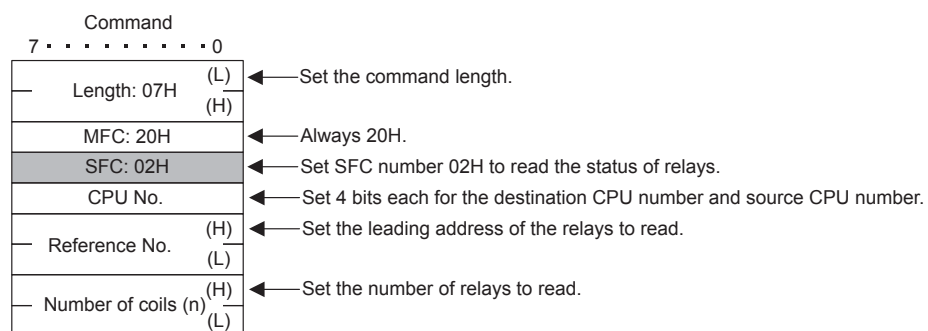 Command
7 · · · · · · · · · 0
Length: 07H (L) Set the command length.
(H)
MFC: 20H Always 20H.
SFC: 02H Set SFC number 02H to read the status of relays.
CPU No. Set 4 bits each for the destination CPU number and source CPU number.
Reference No. (H) Set the leading address of the relays to read.
(L)
Number of coils (n) (H) Set the number of relays to read.
(L)